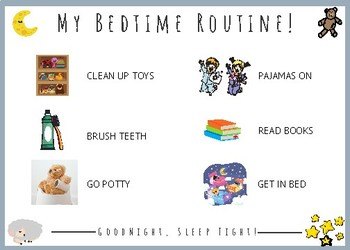 My Bedtime Routine!
CLEAN UP TOYS
PAJAMAS ON
BRUSH TEETH
READ BOOKS
GO POTTY
GET IN BED
GOODNIGHT, SLEEP TIGHT!